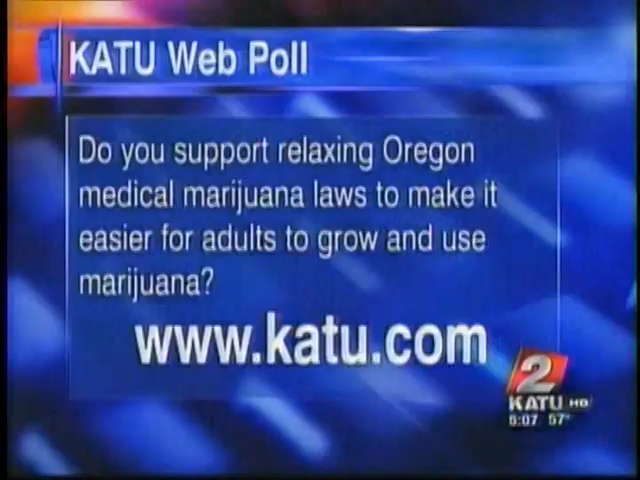 KATU Web Poll
Do you support relaxing Oregon
medical marijuana laws to make it
easier for adults to grow and use
marijuana?
www.katu.com
2
KATU HD
5:07 57°